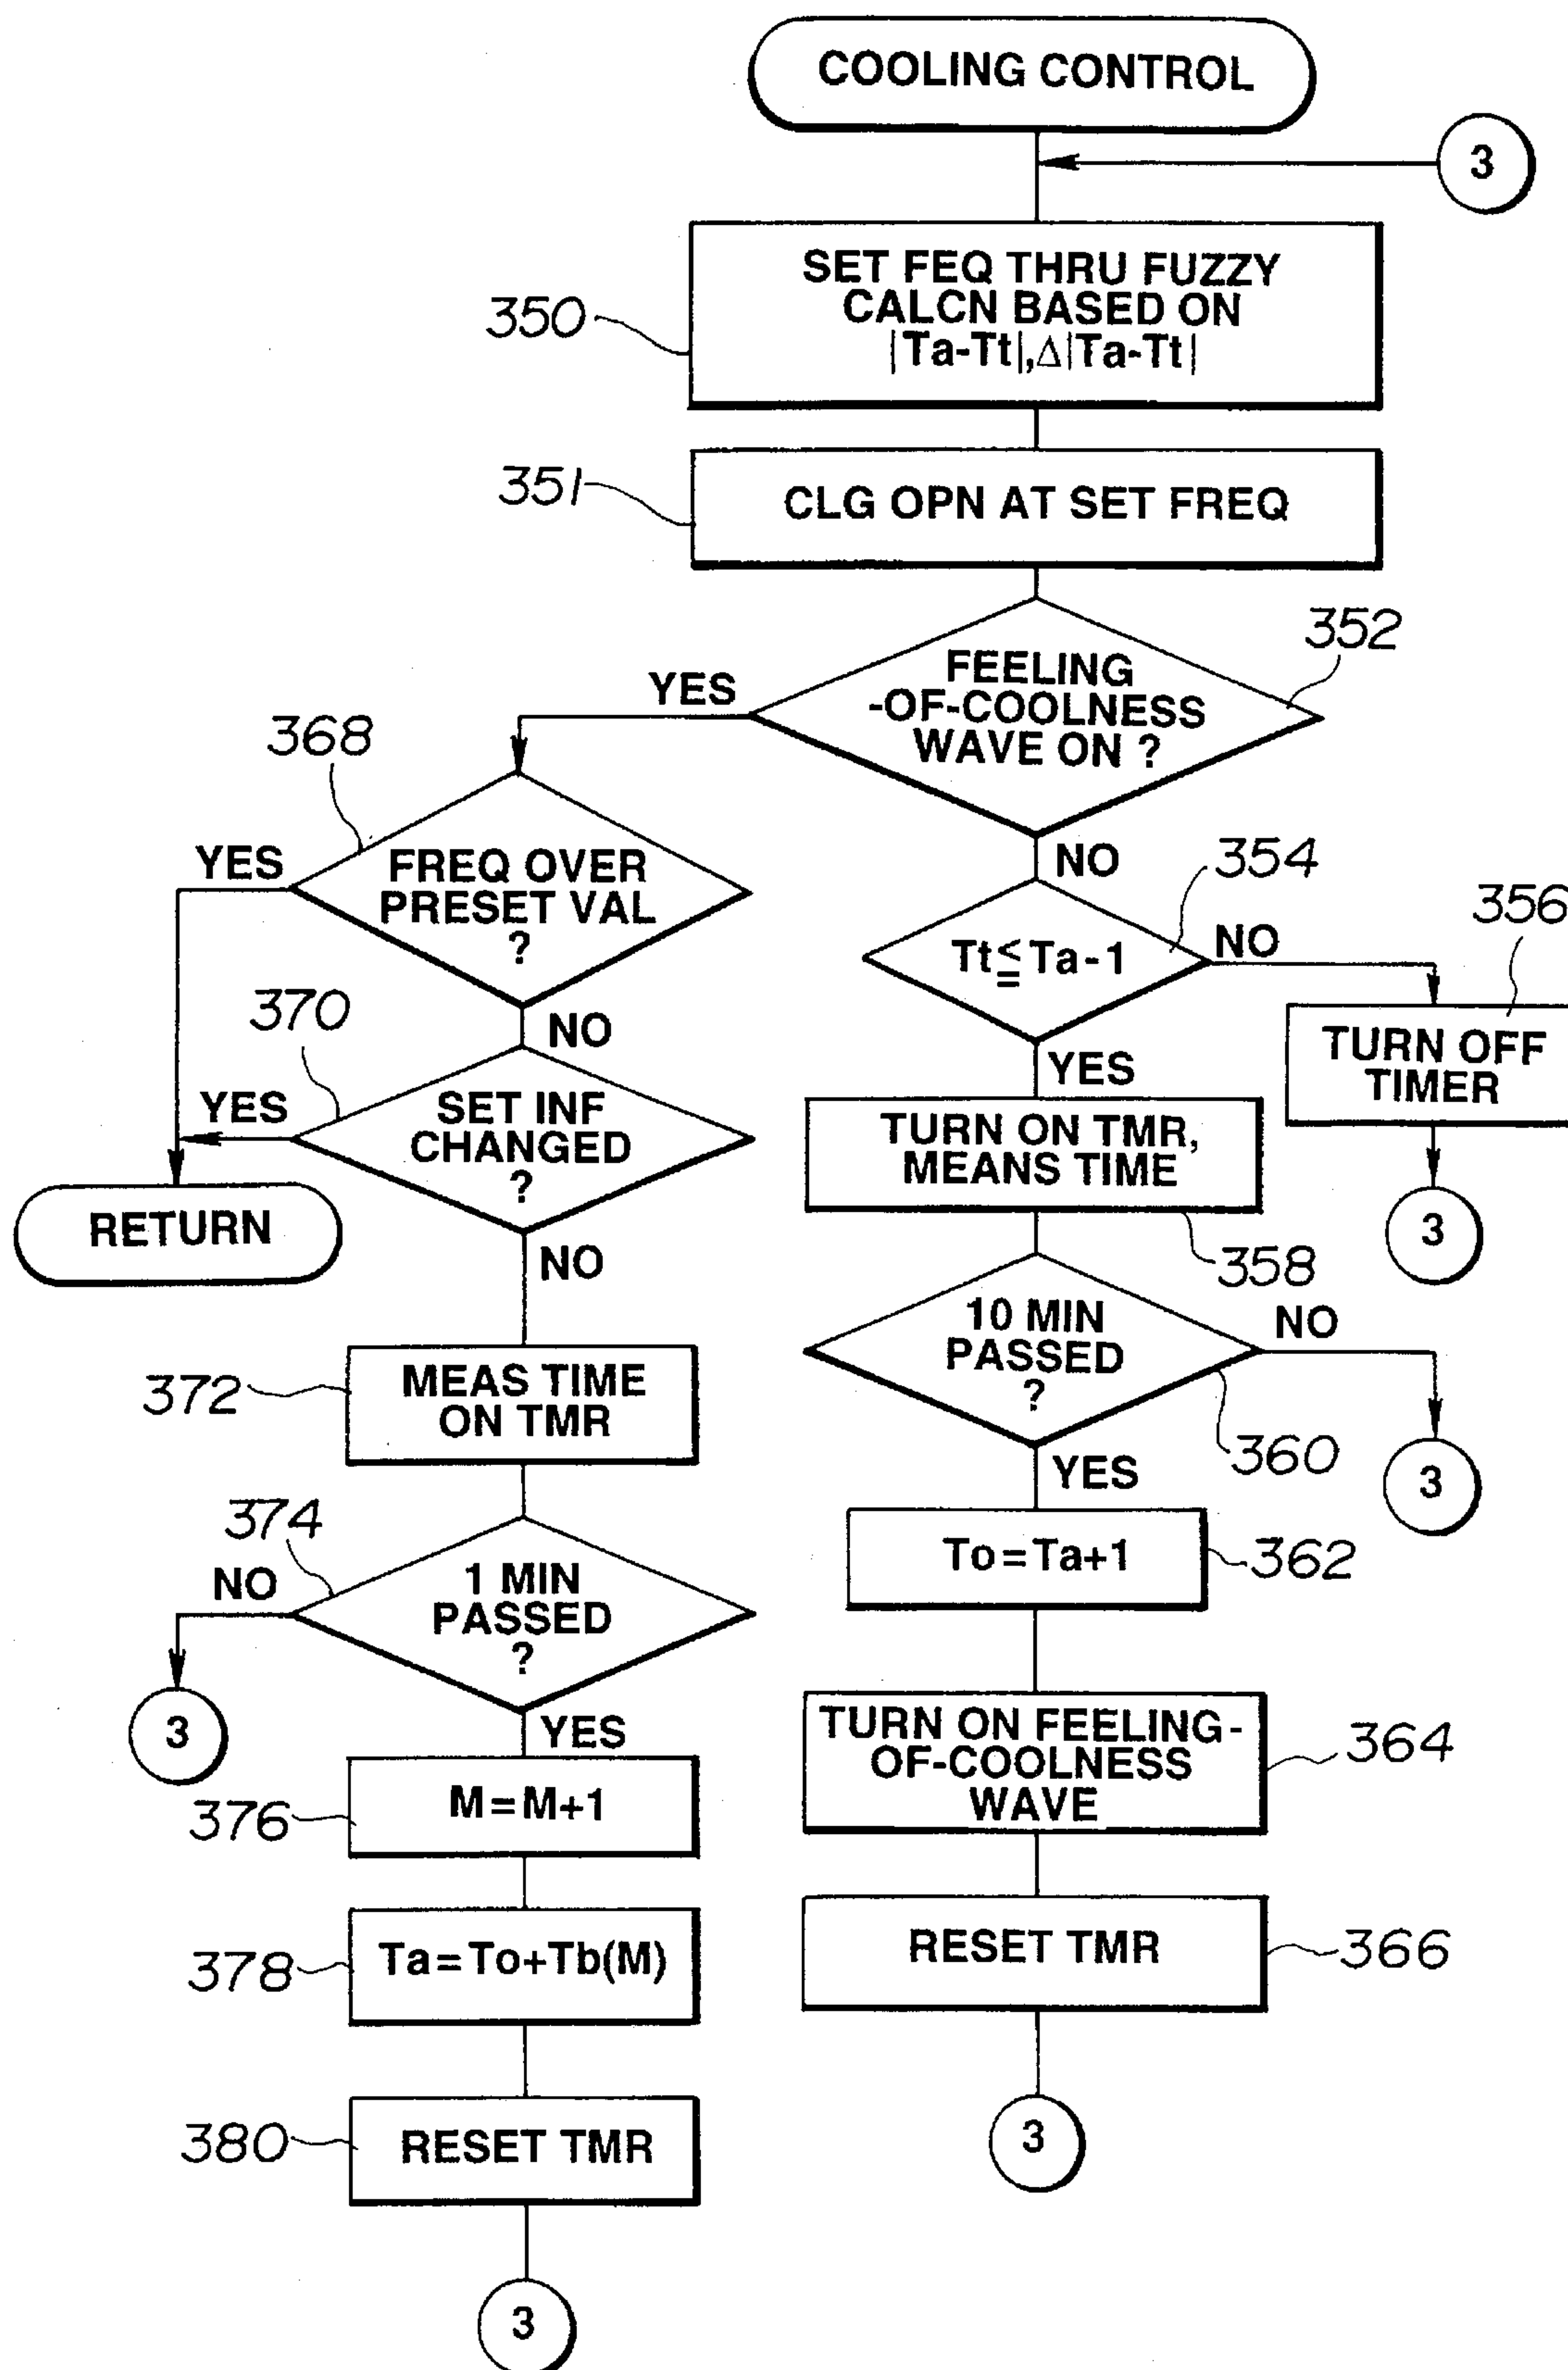 COOLING CONTROL
3
SET FEQ THRU FUZZY
CALCN BASED ON
|Ta-Tt|,Δ|Ta-Tt|
350
CLG OPN AT SET FREQ
351
FEELING
-OF-COOLNESS
WAVE ON ?
352
YES
NO
368
FREQ OVER
PRESET VAL
?
YES
NO
370
SET INF
CHANGED
?
YES
NO
RETURN
372
MEAS TIME
ON TMR
374
1 MIN
PASSED
?
NO
3
YES
376
M=M+1
378
Ta=To+Tb(M)
380
RESET TMR
3
354
Tt≦Ta-1
NO
356
TURN OFF
TIMER
3
YES
TURN ON TMR,
MEANS TIME
358
10 MIN
PASSED
?
NO
360
3
YES
To=Ta+1
362
TURN ON FEELING-
OF-COOLNESS
WAVE
364
RESET TMR
366
3